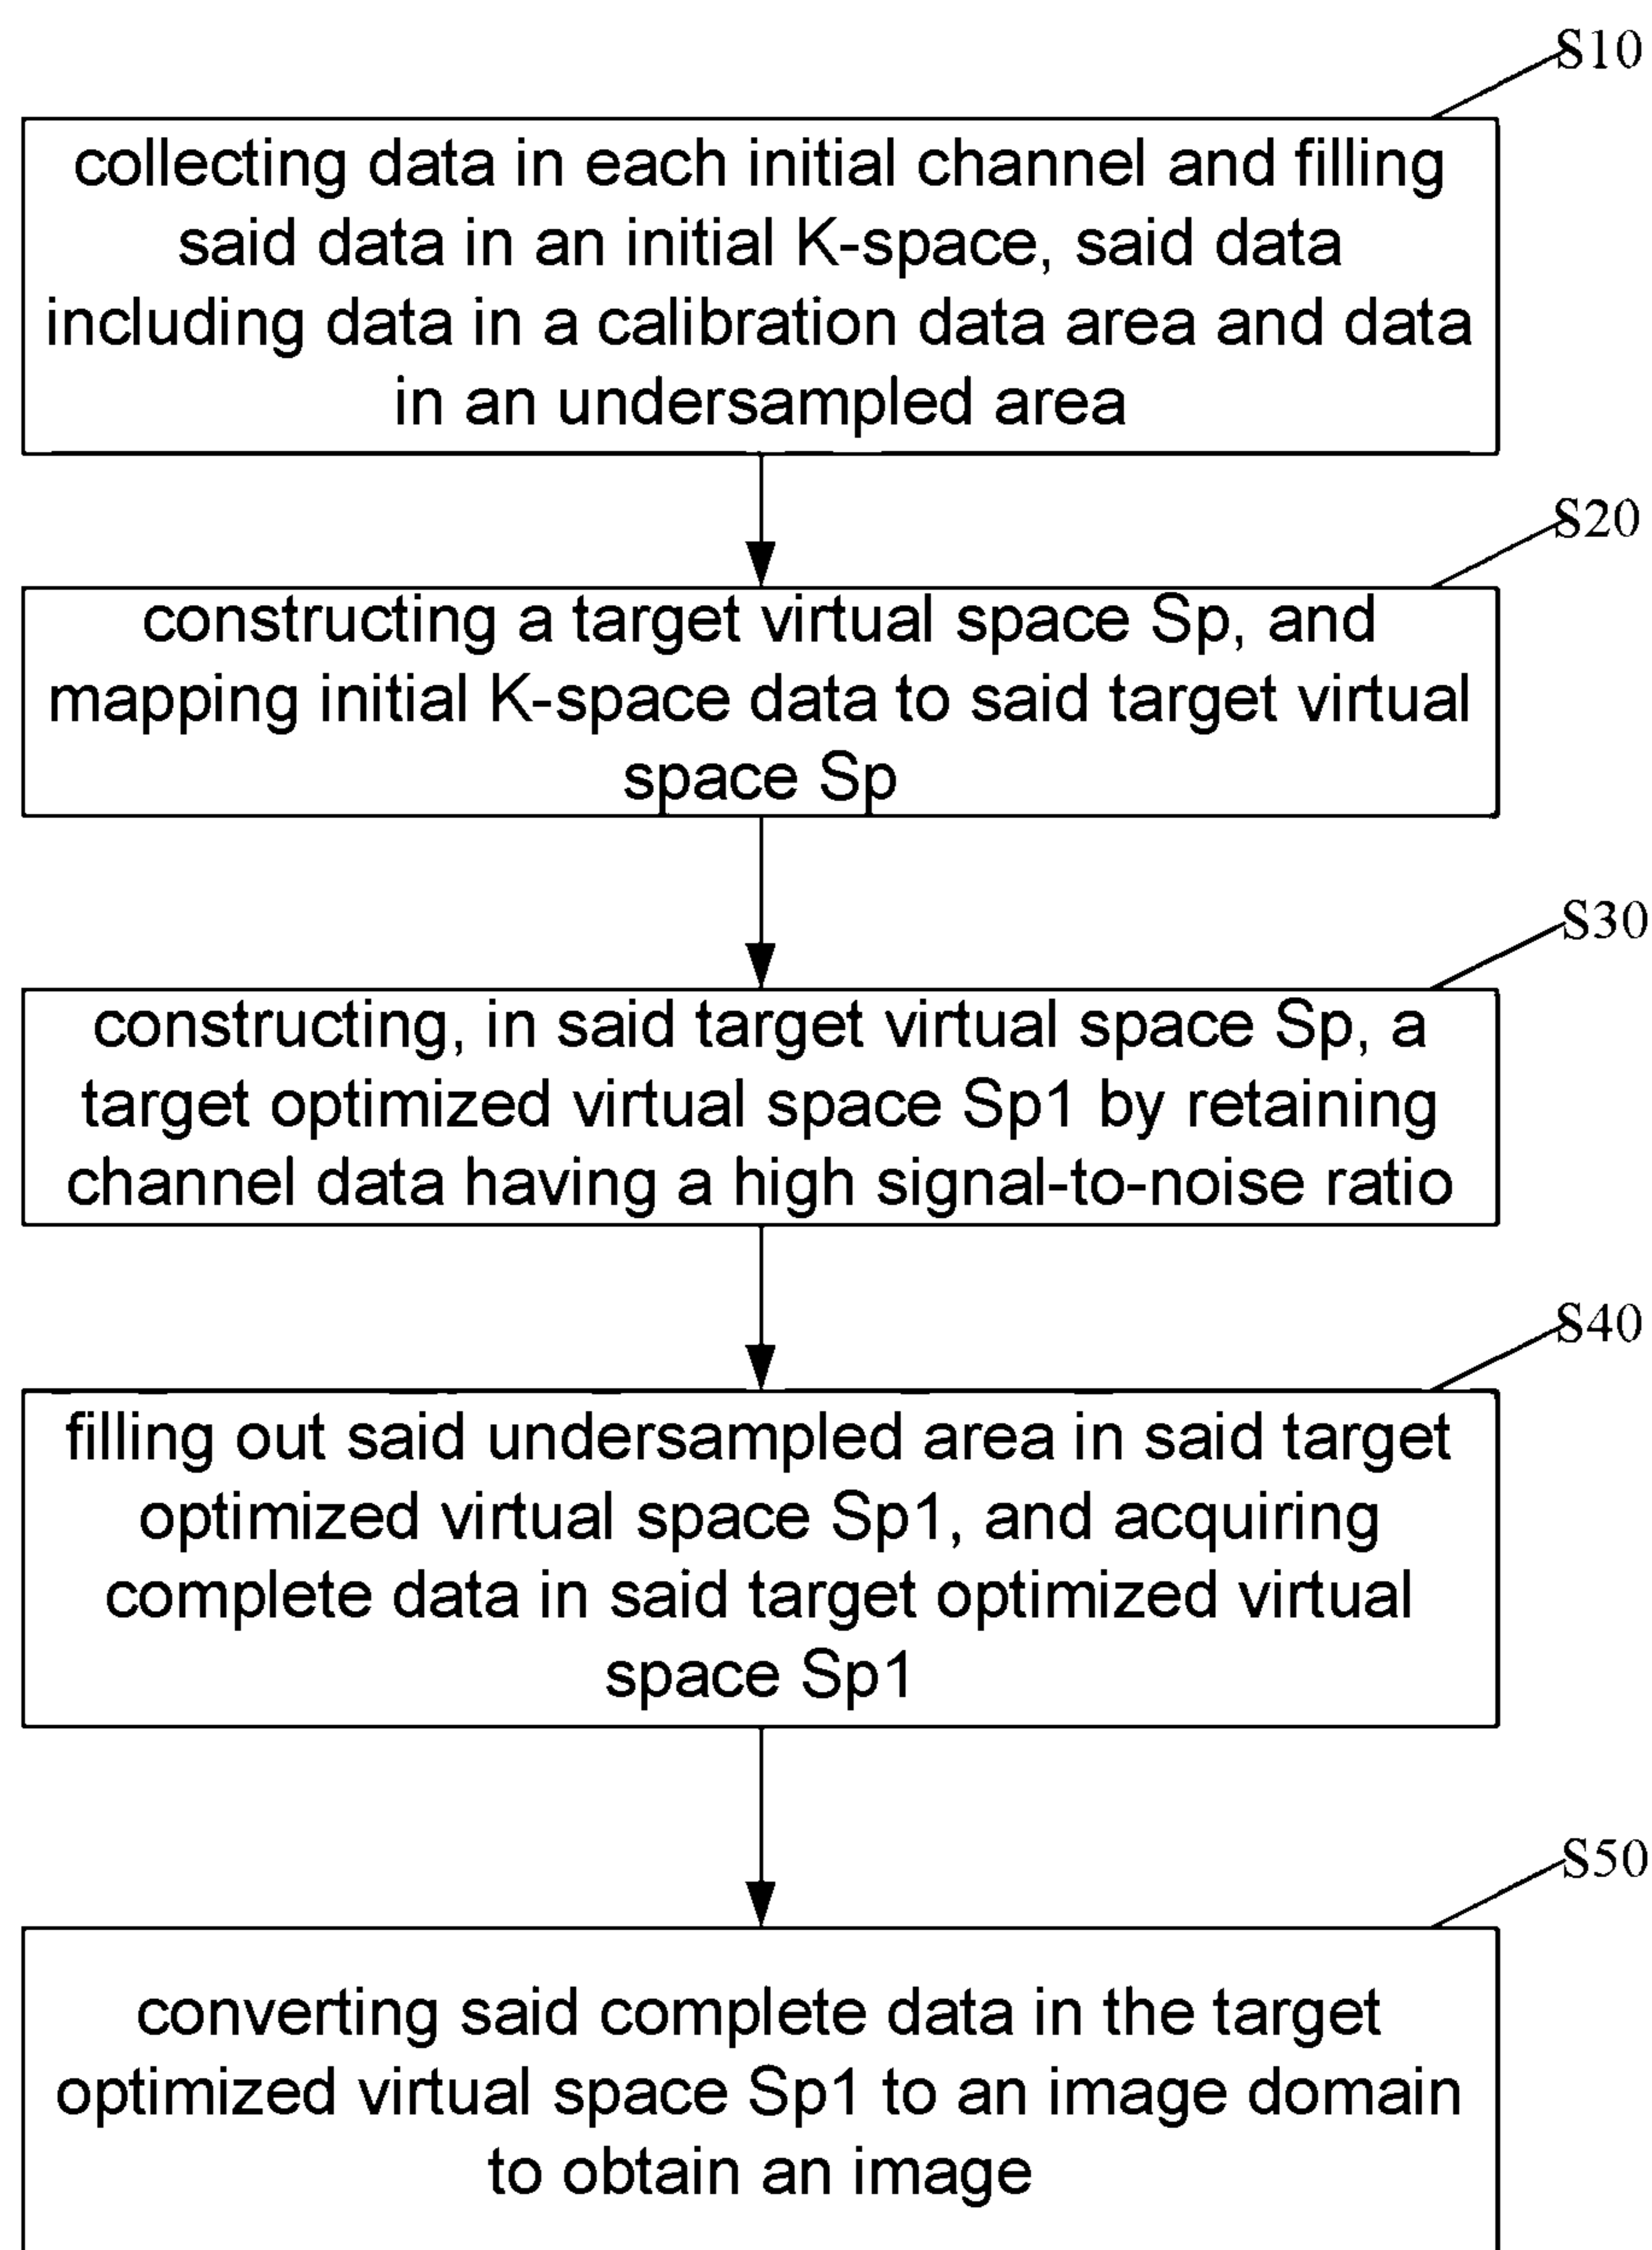 S10
collecting data in each initial channel and filling
said data in an initial K-space, said data
including data in a calibration data area and data
in an undersampled area
S20
constructing a target virtual space Sp, and
mapping initial K-space data to said target virtual
space Sp
S30
constructing, in said target virtual space Sp, a
target optimized virtual space Sp1 by retaining
channel data having a high signal-to-noise ratio
S40
filling out said undersampled area in said target
optimized virtual space Sp1, and acquiring
complete data in said target optimized virtual
space Sp1
S50
converting said complete data in the target
optimized virtual space Sp1 to an image domain
to obtain an image